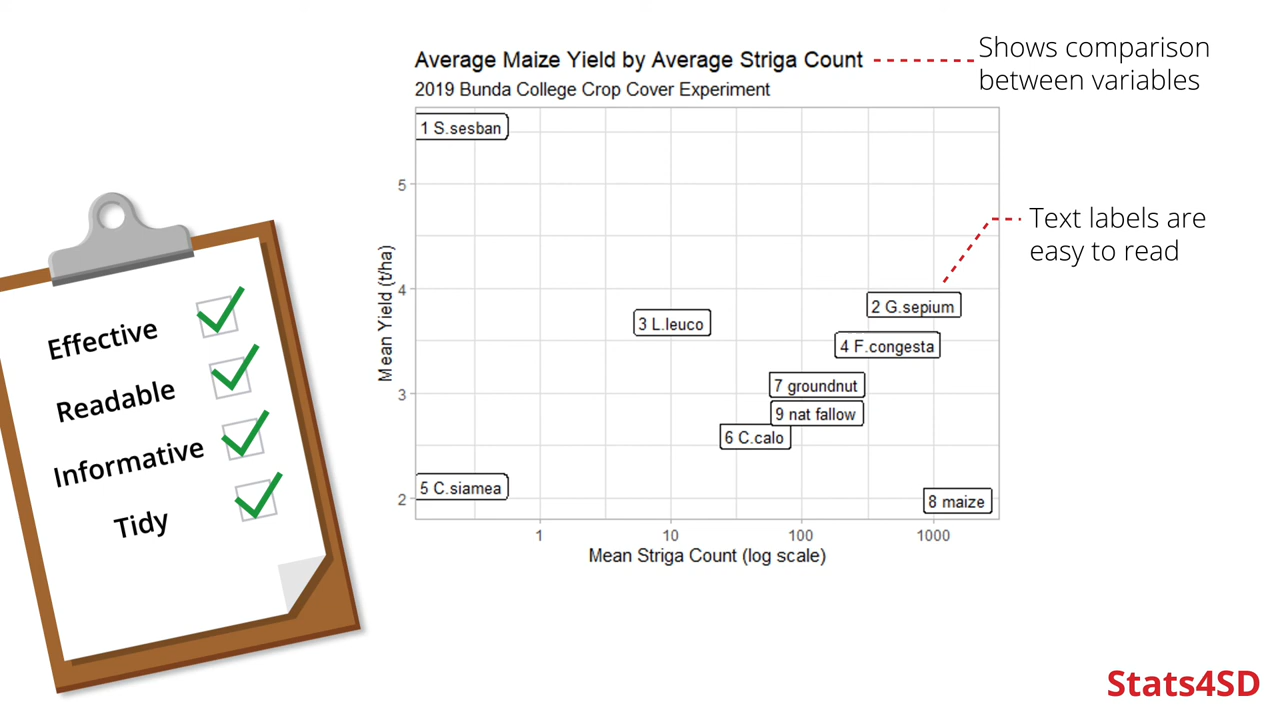 Average Maize Yield by Average Striga Count
2019 Bunda College Crop Cover Experiment
Shows comparison
between variables
Text labels are
easy to read
Effective
Readable
Informative
Tidy
Mean Yield (t/ha)
5
4
3
2
1 S.sesban
2 G.sepium
3 L.leuco
4 F.congesta
7 groundnut
9 nat fallow
6 C.calo
5 C.siamea
8 maize
1
10
100
1000
Mean Striga Count (log scale)
Stats4SD